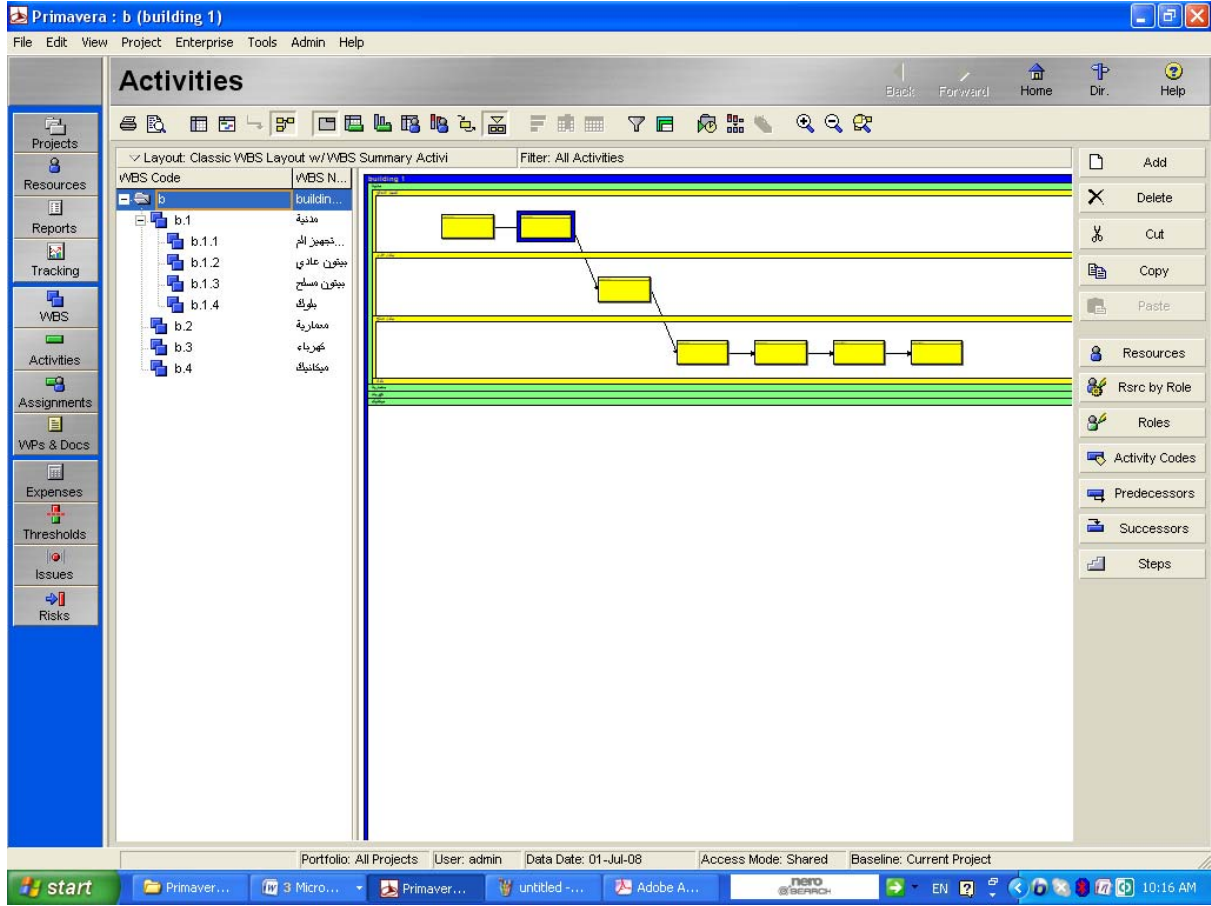 Primavera : b (building 1)
File Edit View Project Enterprise Tools Admin Help
Activities
Back Forward Home Dir. Help
Projects
Resources
Reports
Tracking
WBS
Activities
Assignments
WPs & Docs
Expenses
Thresholds
Issues
Risks
Layout: Classic WBS Layout w/WBS Summary Activi Filter: All Activities
WBS Code WBS N...
b buildin...
b.1 مدنية
b.1.1 تجهيز الم...
b.1.2 بيتون عادي
b.1.3 بيتون مسلح
b.1.4 بلوك
b.2 معمارية
b.3 كهرباء
b.4 ميكانيك
building 1
Add
Delete
Cut
Copy
Paste
Resources
Rsrc by Role
Roles
Activity Codes
Predecessors
Successors
Steps
Portfolio: All Projects User: admin Data Date: 01-Jul-08 Access Mode: Shared Baseline: Current Project
start Primaver... 3 Micro... Primaver... untitled -... Adobe A... nero SEARCH EN 10:16 AM